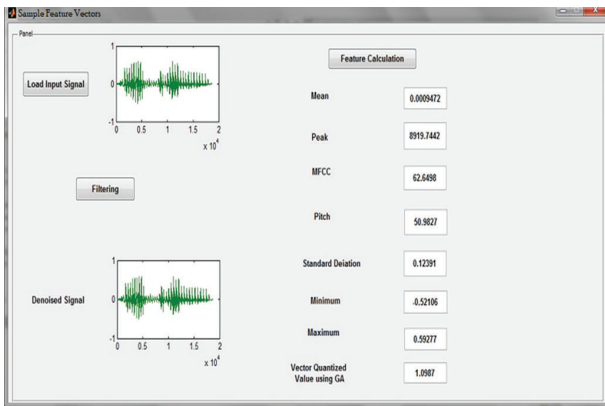 Sample Feature Vectors
Panel
Load Input Signal
1
0
-1
0 0.5 1 1.5 2
x 10^4
Filtering
Denoised Signal
1
0
-1
0 0.5 1 1.5 2
x 10^4
Feature Calculation
Mean 0.0009472
Peak 8919.7442
MFCC 62.6498
Pitch 50.9827
Standard Deiation 0.12391
Minimum -0.52106
Maximum 0.59277
Vector Quantized
Value using GA 1.0987